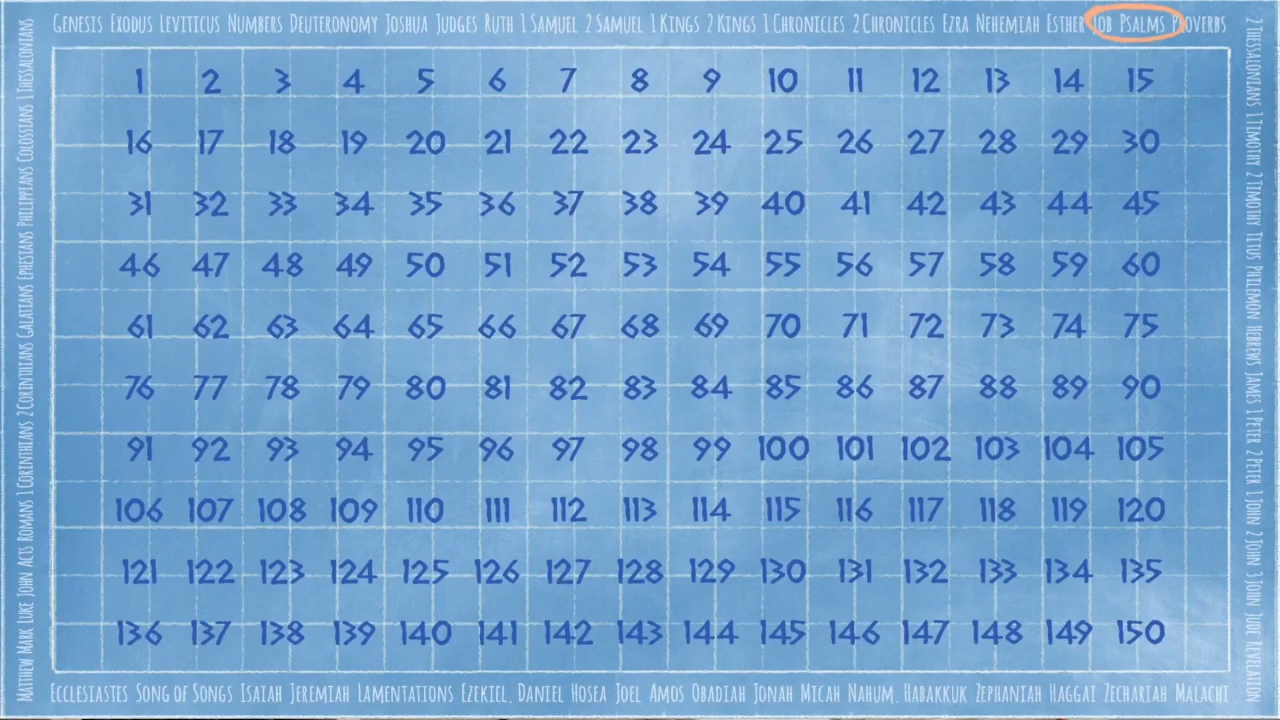 Genesis Exodus Leviticus Numbers Deuteronomy Joshua Judges Ruth 1 Samuel 2 Samuel 1 Kings 2 Kings 1 Chronicles 2 Chronicles Ezra Nehemiah Esther Job Psalms Proverbs
1 2 3 4 5 6 7 8 9 10 11 12 13 14 15
16 17 18 19 20 21 22 23 24 25 26 27 28 29 30
31 32 33 34 35 36 37 38 39 40 41 42 43 44 45
46 47 48 49 50 51 52 53 54 55 56 57 58 59 60
61 62 63 64 65 66 67 68 69 70 71 72 73 74 75
76 77 78 79 80 81 82 83 84 85 86 87 88 89 90
91 92 93 94 95 96 97 98 99 100 101 102 103 104 105
106 107 108 109 110 111 112 113 114 115 116 117 118 119 120
121 122 123 124 125 126 127 128 129 130 131 132 133 134 135
136 137 138 139 140 141 142 143 144 145 146 147 148 149 150
Ecclesiastes Song of Songs Isaiah Jeremiah Lamentations Ezekiel. Daniel Hosea Joel Amos Obadiah Jonah Micah Nahum. Habakkuk Zephaniah Haggai Zechariah Malachi
Matthew Mark Luke John Acts Romans 1 Corinthians 2 Corinthians Galatians Ephesians Philippians Colossians 1 Thessalonians
2 Thessalonians 1 Timothy 2 Timothy Titus Philemon Hebrews James 1 Peter 2 Peter 1 John 2 John 3 John Jude Revelation